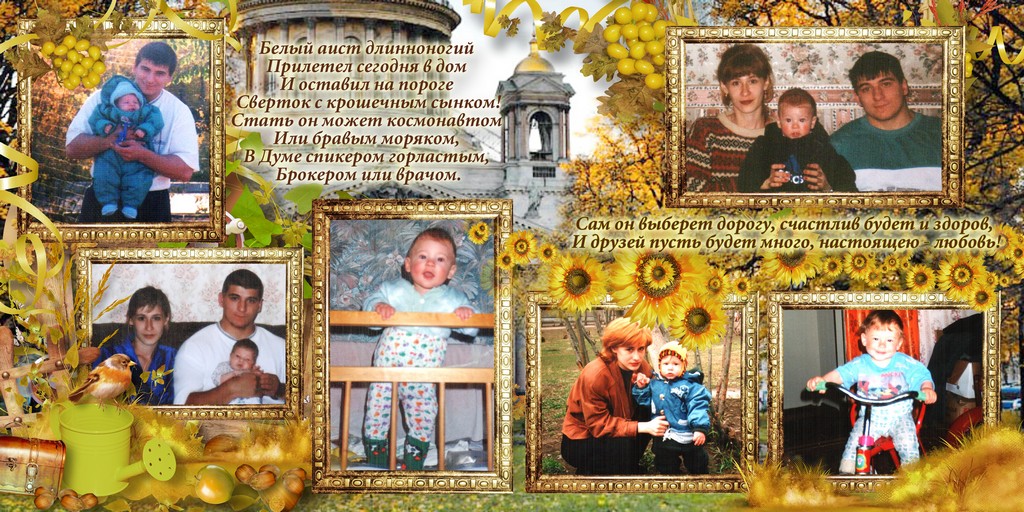 Белый аист длинноногий
Прилетел сегодня в дом
И оставил на пороге
Сверток с крошечным сынком!
Стать он может космонавтом
Или бравым моряком,
В Думе спикером горластым,
Брокером или врачом.
Сам он выберет дорогу, счастлив будет и здоров,
И друзей пусть будет много, настоящею - любовь!